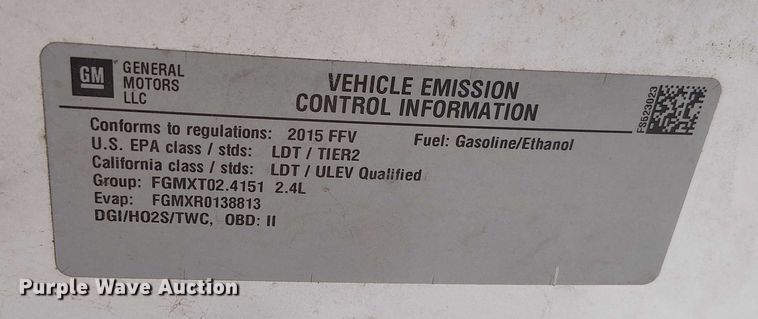 GM
GENERAL
MOTORS
LLC
VEHICLE EMISSION
CONTROL INFORMATION
FS523023
Conforms to regulations: 2015 FFV
Fuel: Gasoline/Ethanol
U.S. EPA class / stds: LDT / TIER2
California class / stds: LDT / ULEV Qualified
Group: FGMXT02.4151 2.4L
Evap: FGMXR0138813
DGI/HO2S/TWC, OBD: II
Purple Wave Auction